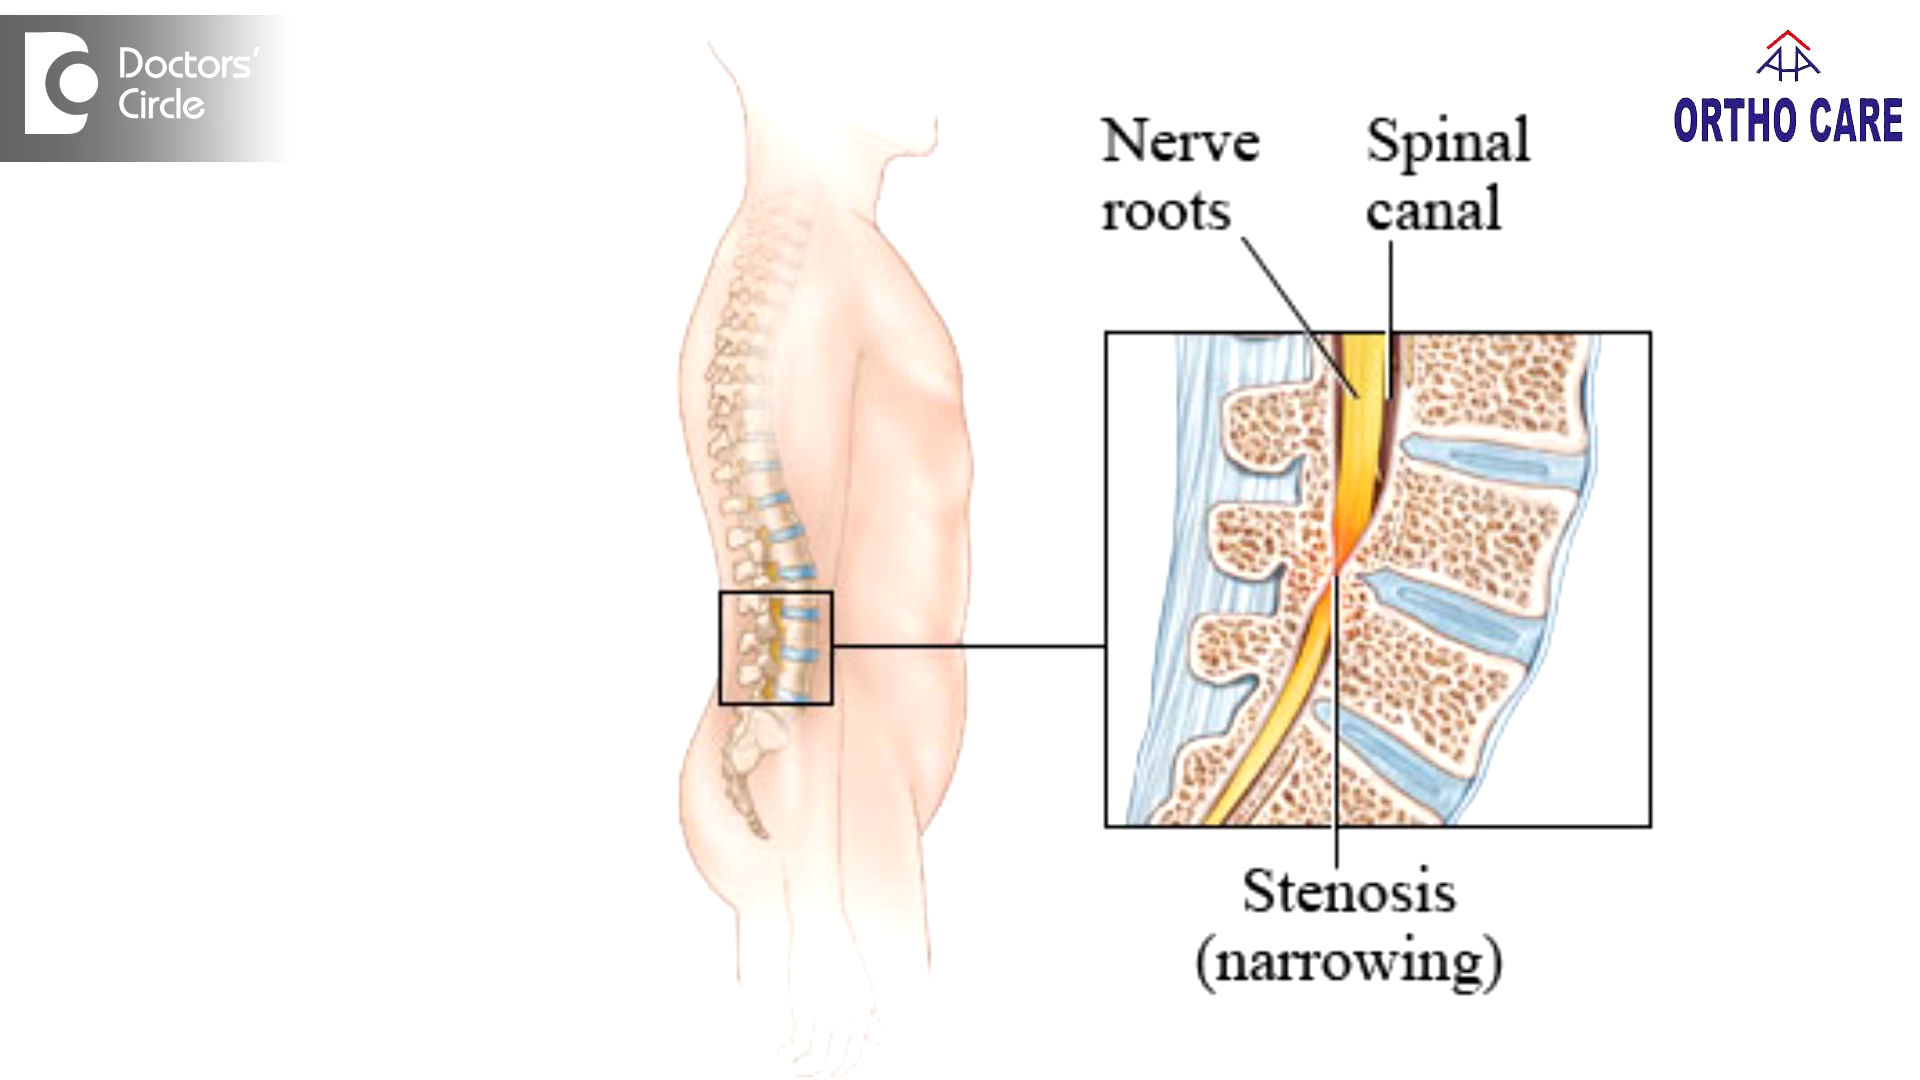 Doctors'
Circle
ORTHO CARE
Nerve
roots
Spinal
canal
Stenosis
(narrowing)